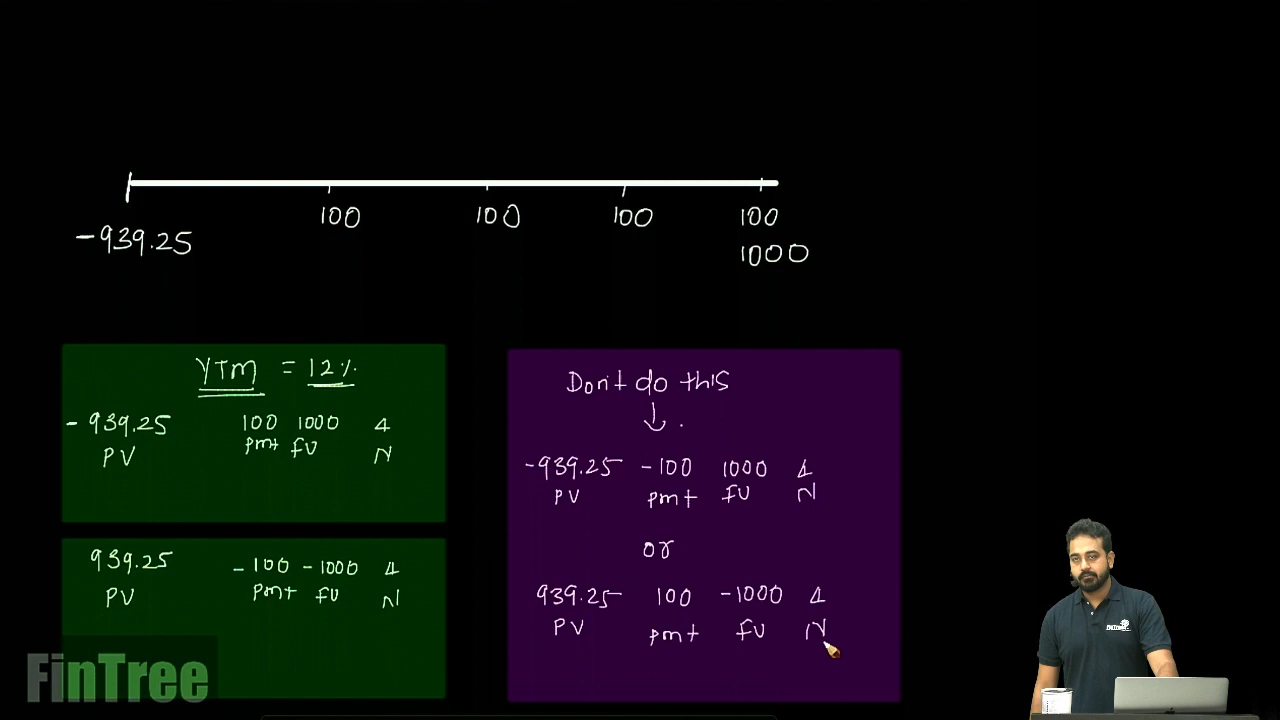 100 100 100 100
-939.25 1000
YTM = 12%
-939.25 100 1000 4
PV pmt FV N
939.25 -100 -1000 4
PV pmt FV N
Don't do this
-939.25 -100 1000 4
PV pmt FV N
or
939.25 100 -1000 4
PV pmt FV N
FinTree